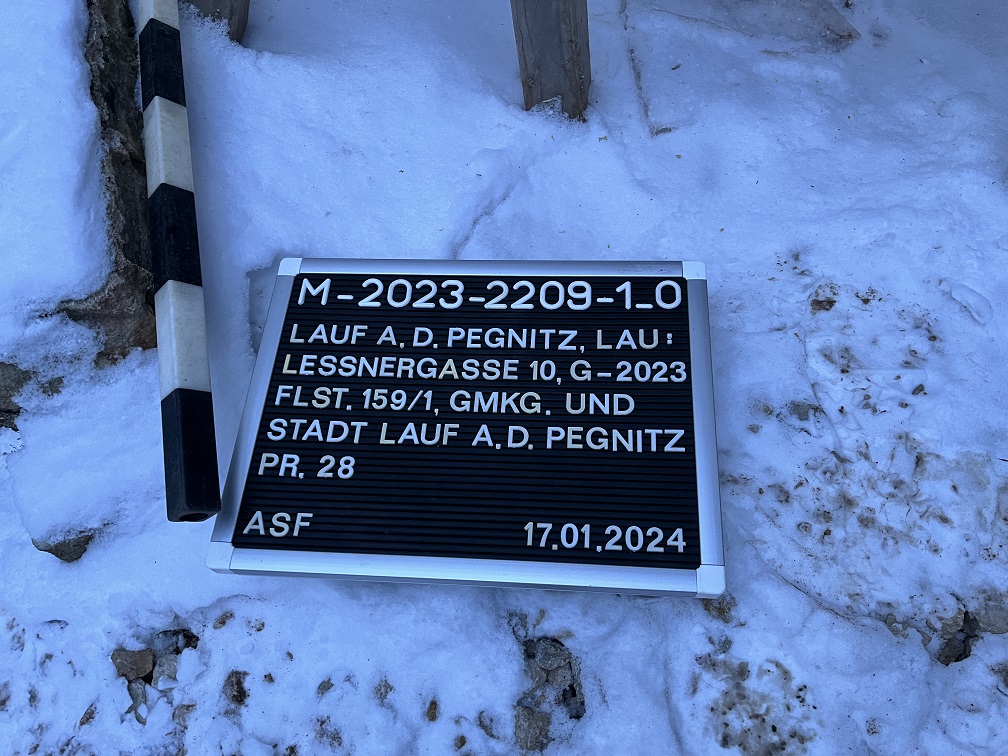 M-2023-2209-1_0
LAUF A. D. PEGNITZ, LAU:
LESSNERGASSE 10, G-2023
FLST. 159/1, GMKG. UND
STADT LAUF A. D. PEGNITZ
PR. 28
ASF 17.01.2024